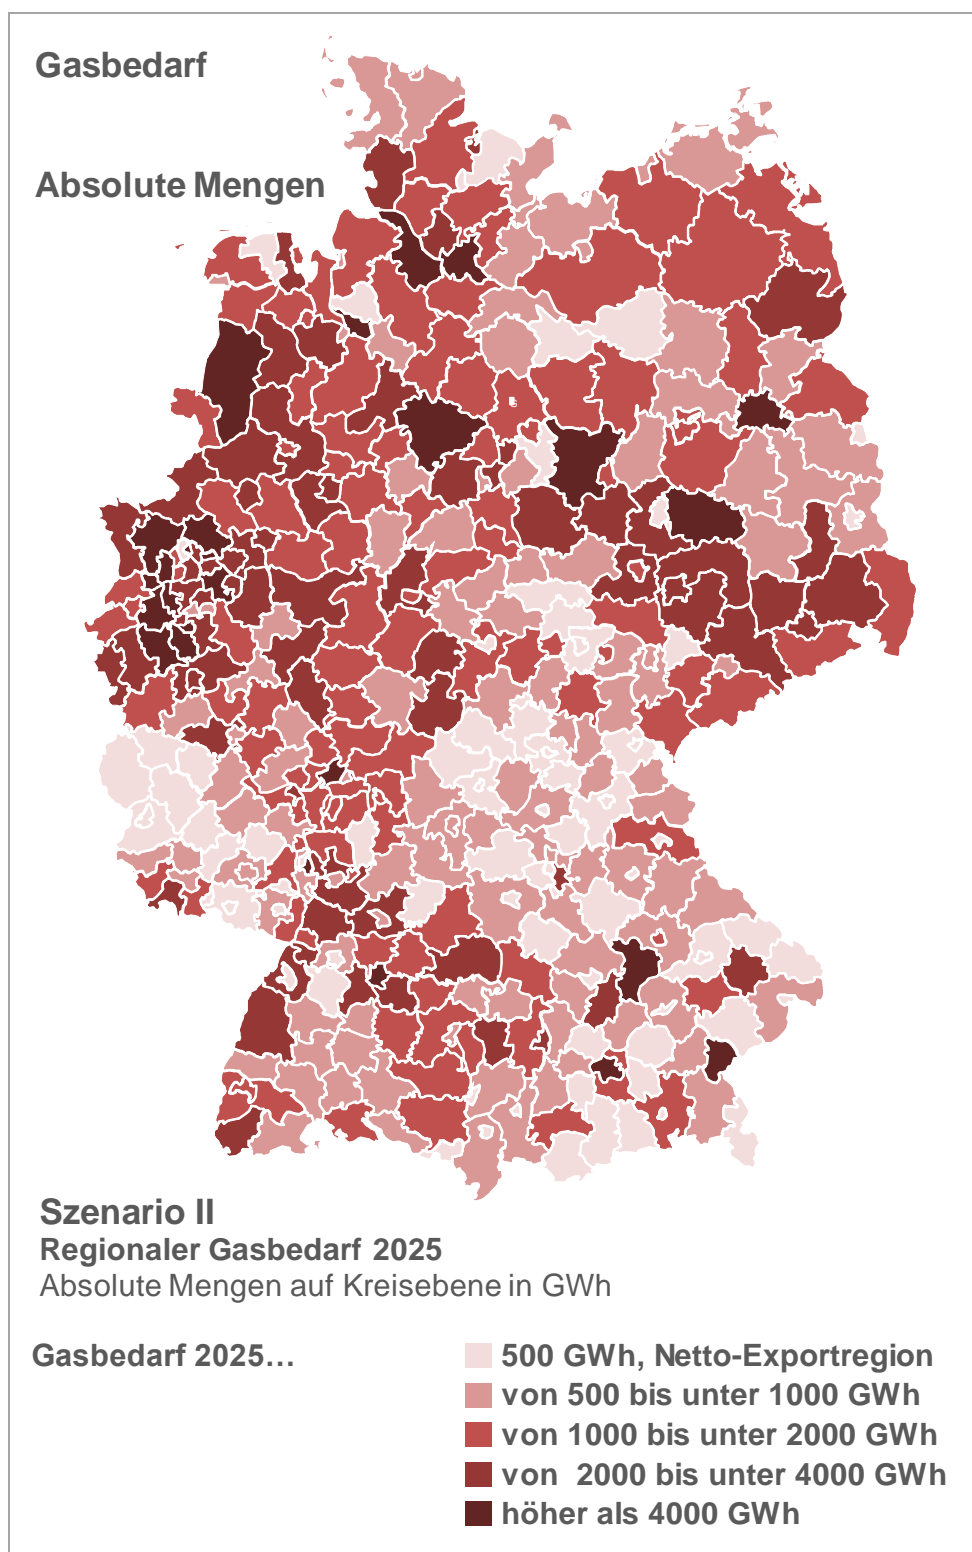 Gasbedarf
Absolute Mengen
Szenario II
Regionaler Gasbedarf 2025
Absolute Mengen auf Kreisebene in GWh
Gasbedarf 2025…
500 GWh, Netto-Exportregion
von 500 bis unter 1000 GWh
von 1000 bis unter 2000 GWh
von 2000 bis unter 4000 GWh
höher als 4000 GWh